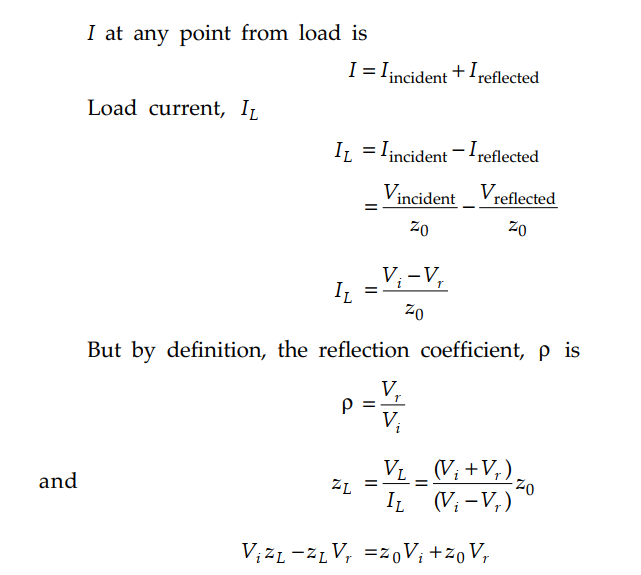 I at any point from load is
I = I_incident + I_reflected
Load current, I_L
I_L = I_incident − I_reflected
= V_incident/z_0 − V_reflected/z_0
I_L = (V_i − V_r)/z_0
But by definition, the reflection coefficient, ρ is
ρ = V_r/V_i
and z_L = V_L/I_L = (V_i + V_r)/(V_i − V_r) z_0
V_i z_L − z_L V_r = z_0 V_i + z_0 V_r